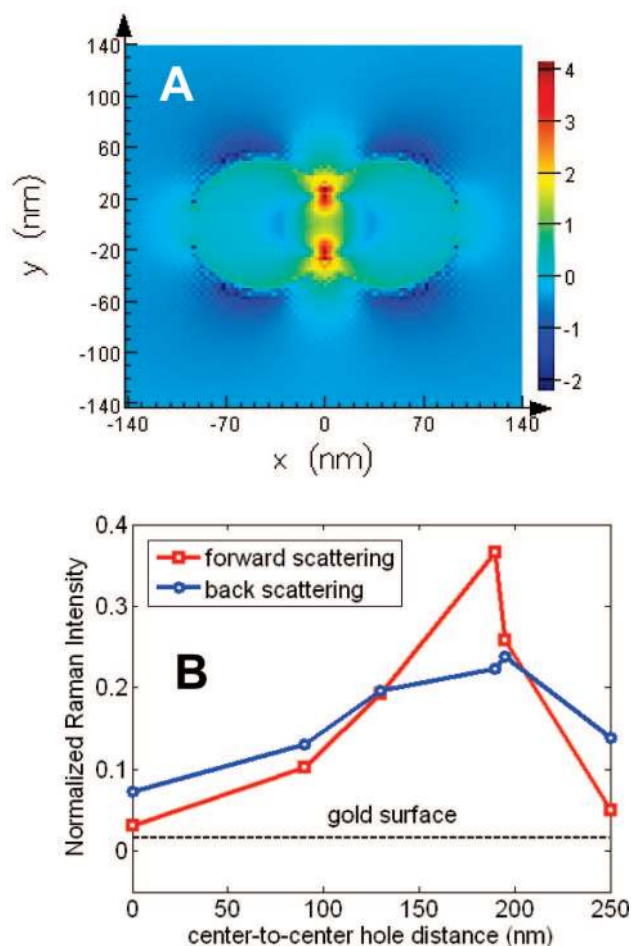 A
140
100
60
20
-20
-60
-100
-140
y (nm)
-140 -70 0 70 140
x (nm)
4
3
2
1
0
-1
-2
B
forward scattering
back scattering
gold surface
0.4
0.3
0.2
0.1
0
Normalized Raman Intensity
0 50 100 150 200 250
center-to-center hole distance (nm)